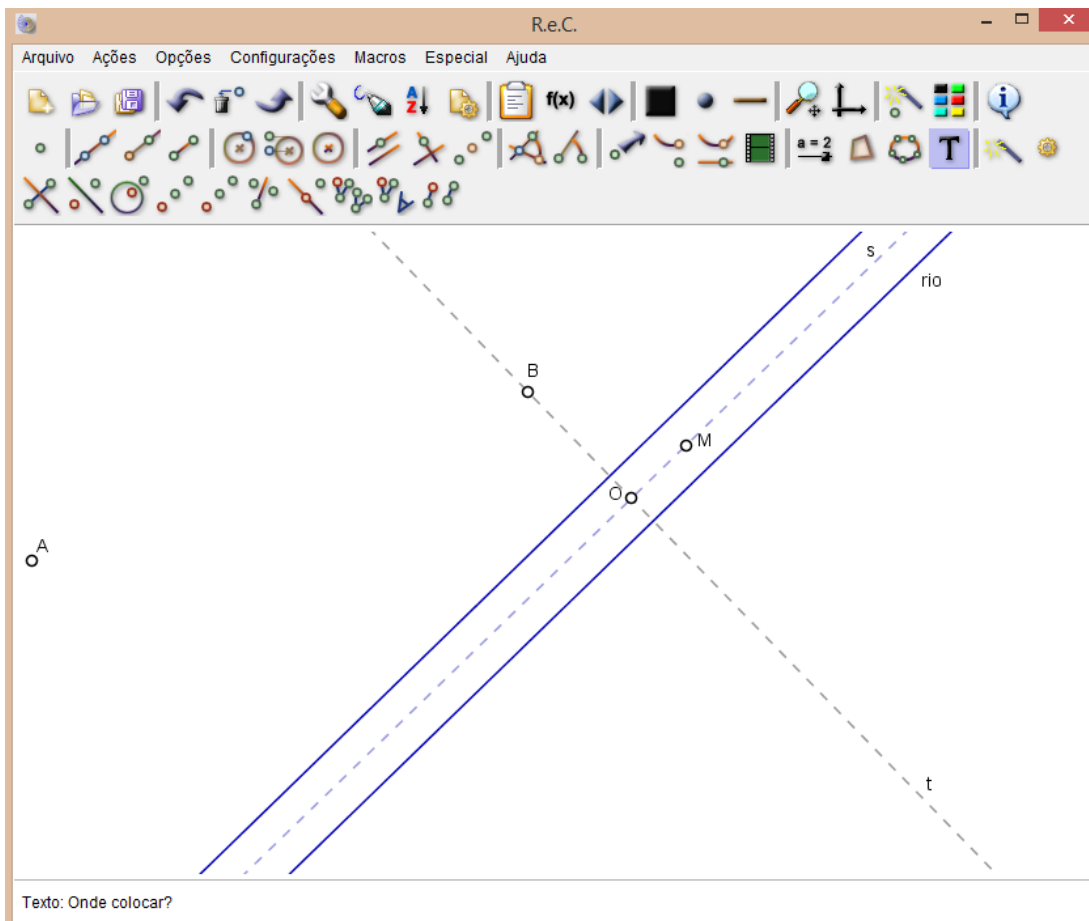 R.e.C.
Arquivo Ações Opções Configurações Macros Especial Ajuda
A
Z
f(x)
a = 2
T
s
rio
B
M
O
A
t
Texto: Onde colocar?